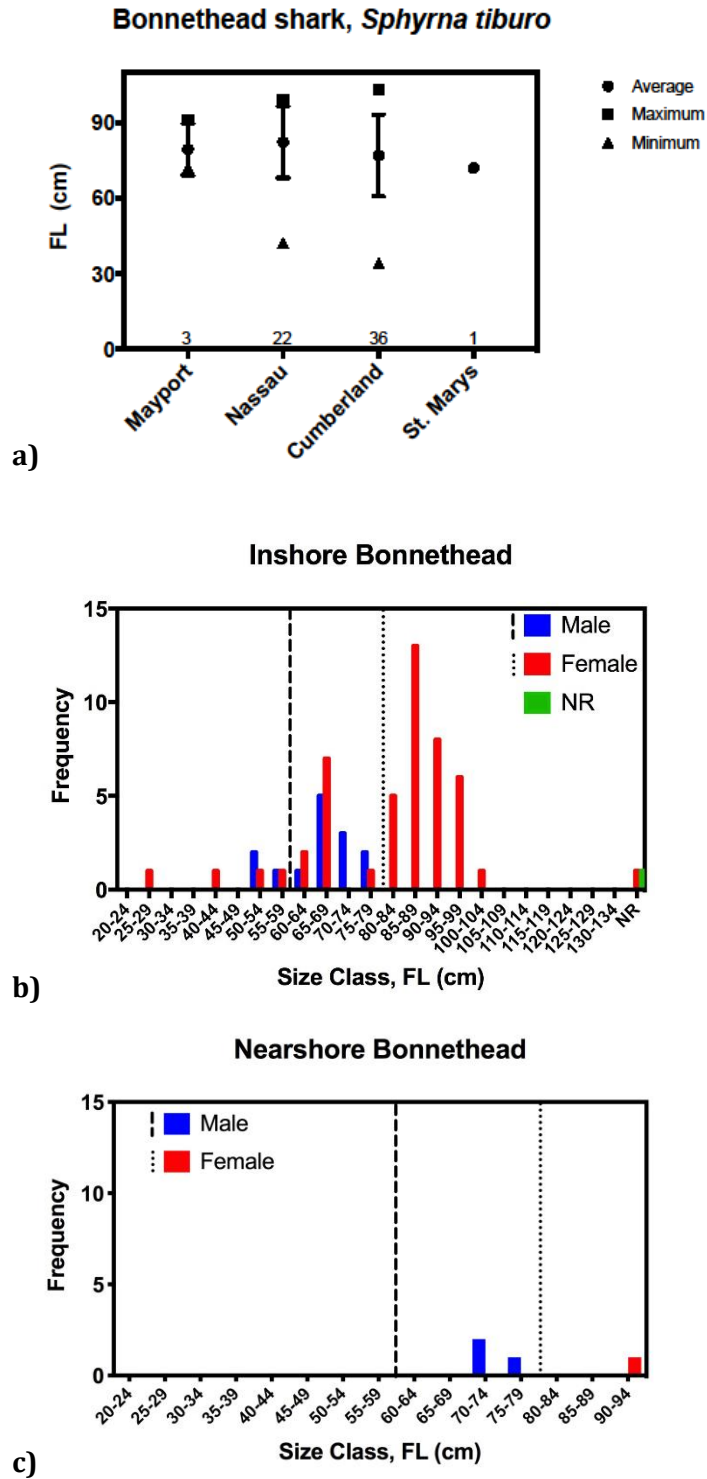 Bonnethead shark, Sphyrna tiburo
Average
Maximum
Minimum
FL (cm)
90
60
30
0
3
22
36
1
Mayport
Nassau
Cumberland
St. Marys
a)
Inshore Bonnethead
Frequency
15
10
5
0
Male
Female
NR
20-24
25-29
30-34
35-39
40-44
45-49
50-54
55-59
60-64
65-69
70-74
75-79
80-84
85-89
90-94
95-99
100-104
105-109
110-114
115-119
120-124
125-129
130-134
NR
Size Class, FL (cm)
b)
Nearshore Bonnethead
Frequency
15
10
5
0
Male
Female
20-24
25-29
30-34
35-39
40-44
45-49
50-54
55-59
60-64
65-69
70-74
75-79
80-84
85-89
90-94
Size Class, FL (cm)
c)